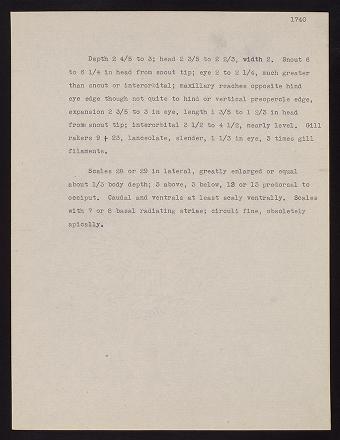 1740
Depth 2 4/5 to 3; head 2 3/5 to 2 2/3, width 2. Snout 6
to 6 1/4 in head from snout tip; eye 2 to 2 1/4, much greater
than snout or interorbital; maxillary reaches opposite hind
eye edge though not quite to hind or vertical preopercle edge,
expansion 2 3/5 to 3 in eye, length 1 3/5 to 1 2/3 in head
from snout tip; interorbital 3 1/2 to 4 1/2, nearly level. Gill
rakers 9 + 23, lanceolate, slender, 1 1/3 in eye, 3 times gill
filaments.
Scales 28 or 29 in lateral, greatly enlarged or equal
about 1/3 body depth; 3 above, 3 below, 12 or 13 predorsal to
occiput. Caudal and ventrals at least scaly ventrally. Scales
with 7 or 8 basal radiating striae; circuli fine, obsoletely
apically.